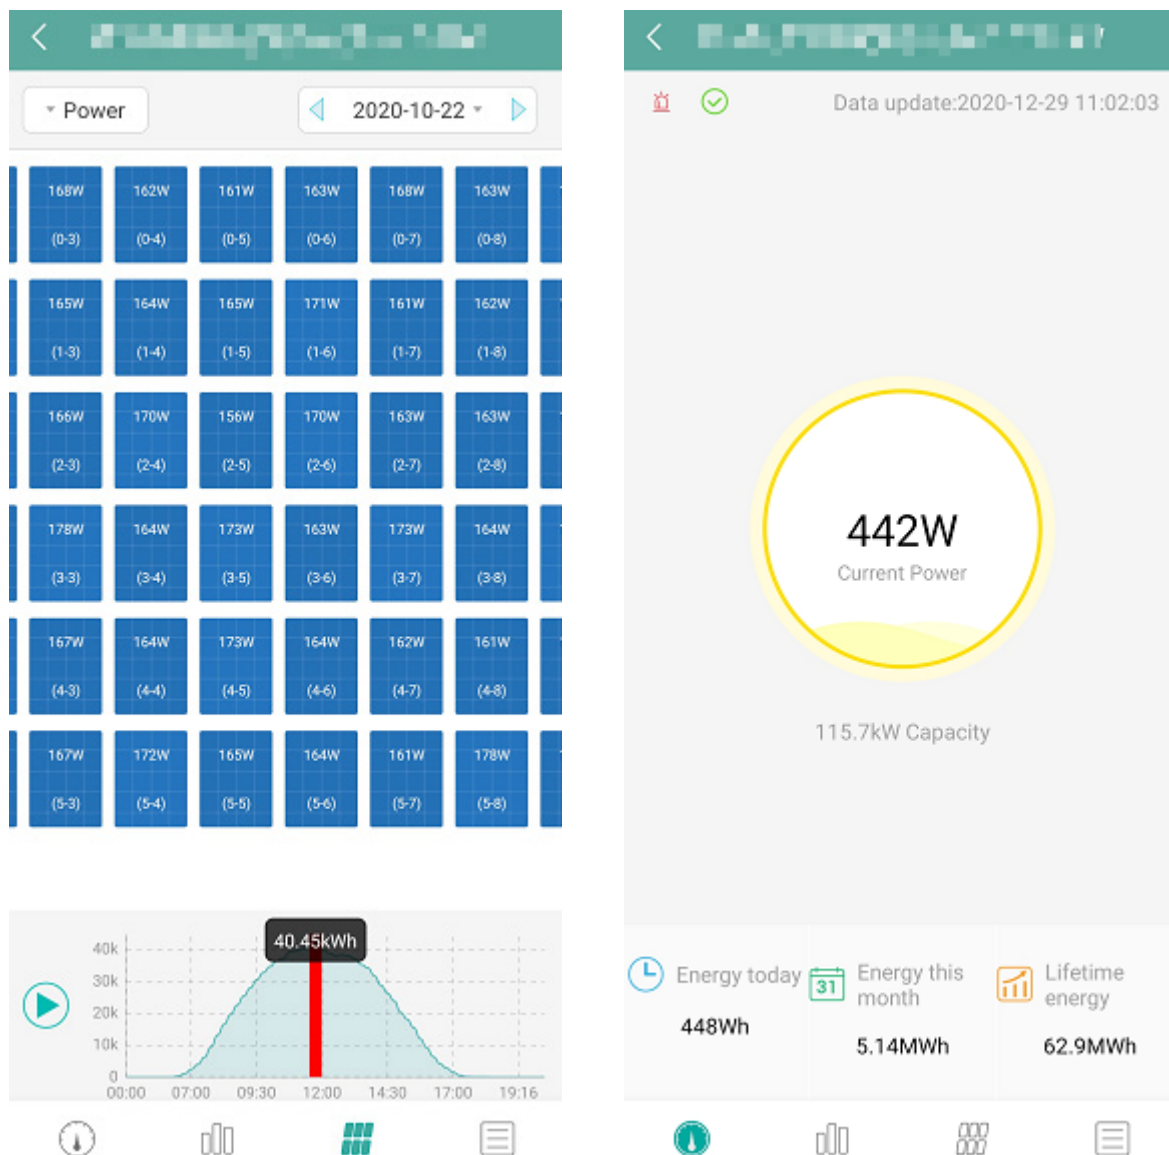 Power
2020-10-22
168W 162W 161W 163W 168W 163W
(0-3) (0-4) (0-5) (0-6) (0-7) (0-8)
165W 164W 165W 171W 161W 162W
(1-3) (1-4) (1-5) (1-6) (1-7) (1-8)
166W 170W 156W 170W 163W 163W
(2-3) (2-4) (2-5) (2-6) (2-7) (2-8)
178W 164W 173W 163W 173W 164W
(3-3) (3-4) (3-5) (3-6) (3-7) (3-8)
167W 164W 173W 164W 162W 161W
(4-3) (4-4) (4-5) (4-6) (4-7) (4-8)
167W 172W 165W 164W 161W 178W
(5-3) (5-4) (5-5) (5-6) (5-7) (5-8)
40.45kWh
40k
30k
20k
10k
0
00:00 07:00 09:30 12:00 14:30 17:00 19:16
Data update:2020-12-29 11:02:03
442W
Current Power
115.7kW Capacity
Energy today
448Wh
31
Energy this
month
5.14MWh
Lifetime
energy
62.9MWh